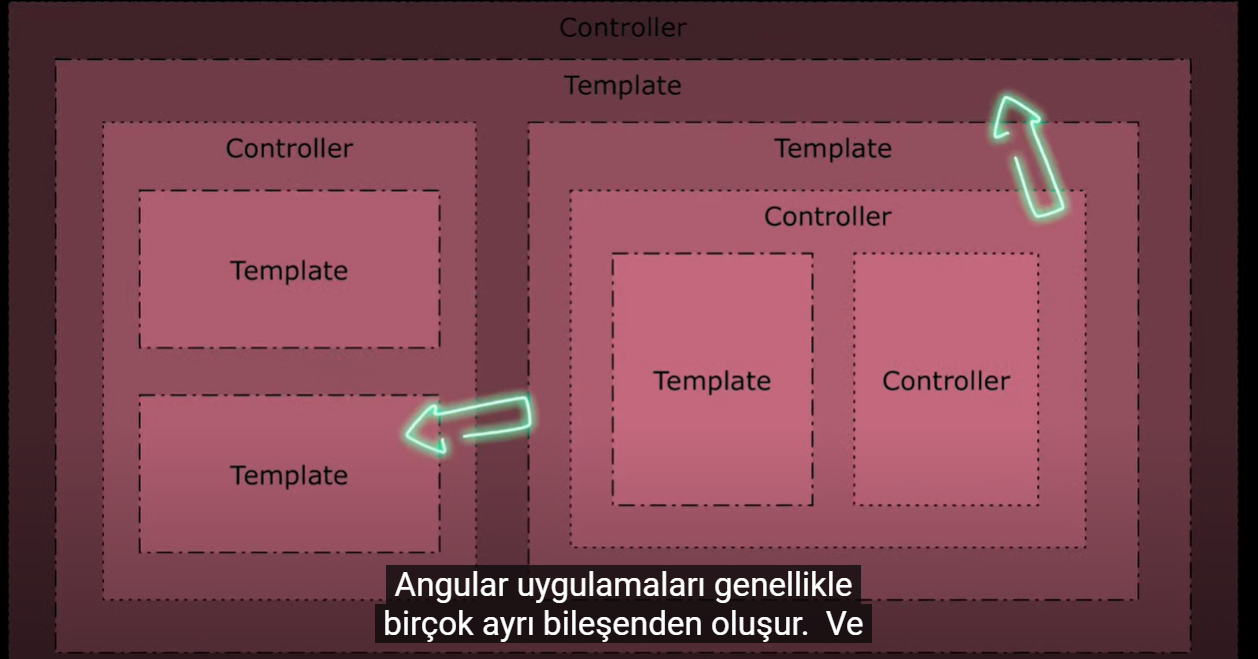 Controller
Template
Controller
Template
Template
Template
Controller
Template
Controller
Angular uygulamaları genellikle
birçok ayrı bileşenden oluşur. Ve